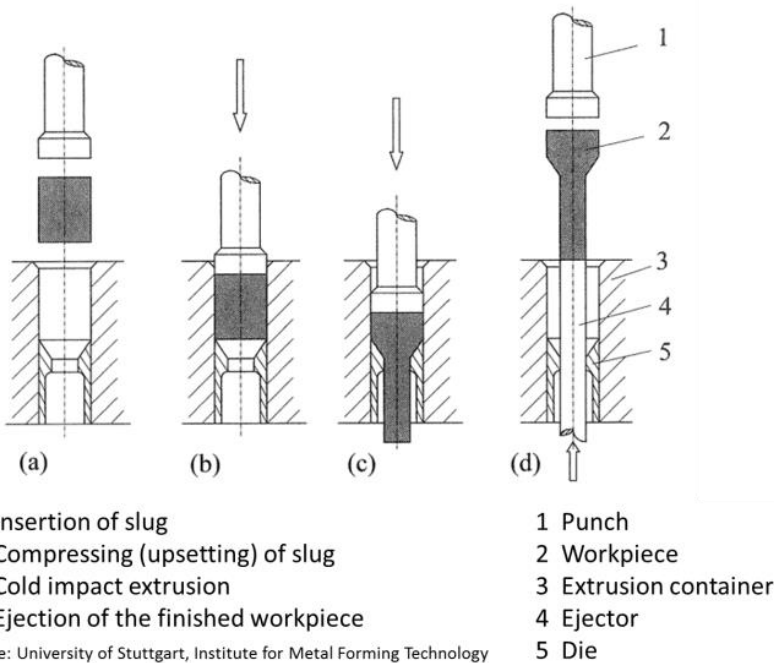 1
2
3
4
5
(a)
(b)
(c)
(d)
nsertion of slug
Compressing (upsetting) of slug
Cold impact extrusion
Ejection of the finished workpiece
e: University of Stuttgart, Institute for Metal Forming Technology
1 Punch
2 Workpiece
3 Extrusion container
4 Ejector
5 Die